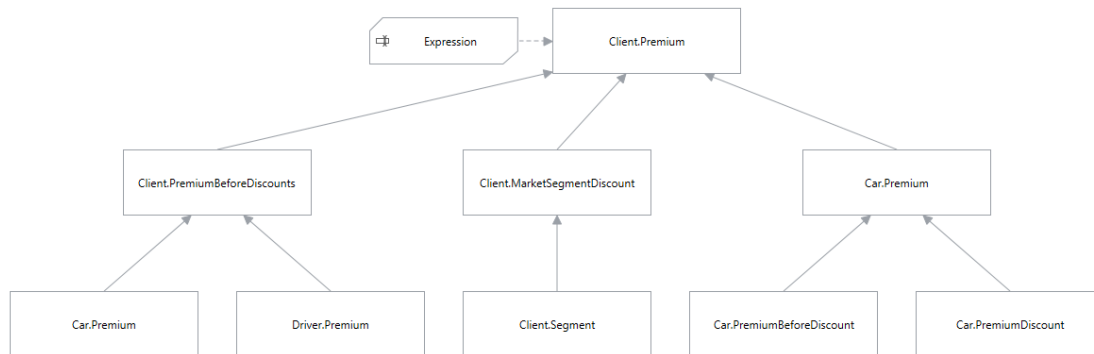 Expression
Client.Premium
Client.PremiumBeforeDiscounts
Client.MarketSegmentDiscount
Car.Premium
Car.Premium
Driver.Premium
Client.Segment
Car.PremiumBeforeDiscount
Car.PremiumDiscount